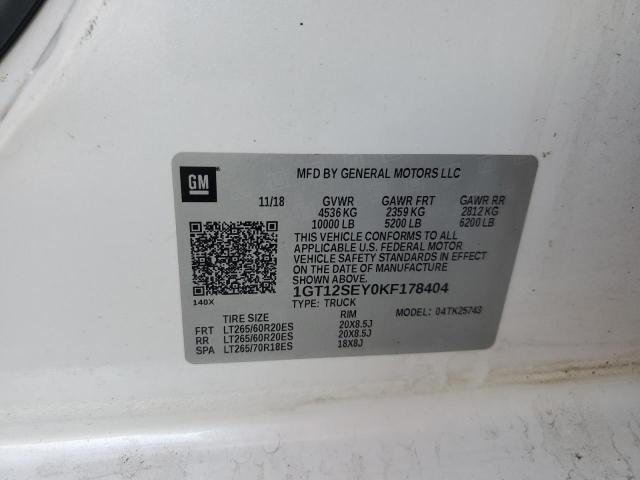 GM
MFD BY GENERAL MOTORS LLC
11/18 GVWR GAWR FRT GAWR RR
4536 KG 2359 KG 2812 KG
10000 LB 5200 LB 6200 LB
THIS VEHICLE CONFORMS TO ALL
APPLICABLE U.S. FEDERAL MOTOR
VEHICLE SAFETY STANDARDS IN EFFECT
ON THE DATE OF MANUFACTURE
SHOWN ABOVE.
140X
1GT12SEY0KF178404
TYPE: TRUCK MODEL: 04TK25743
TIRE SIZE RIM
FRT LT265/60R20ES 20X8.5J
RR LT265/60R20ES 20X8.5J
SPA LT265/70R18ES 18X8J